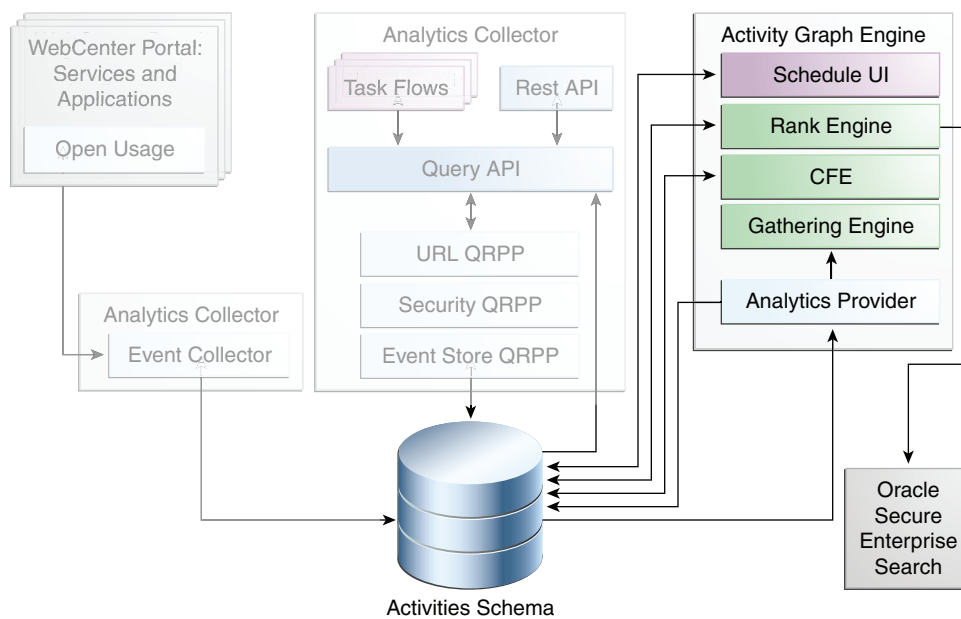 WebCenter Portal:
Services and
Applications
Open Usage
Analytics Collector
Event Collector
Analytics Collector
Task Flows
Rest API
Query API
URL QRPP
Security QRPP
Event Store QRPP
Activities Schema
Activity Graph Engine
Schedule UI
Rank Engine
CFE
Gathering Engine
Analytics Provider
Oracle
Secure
Enterprise
Search